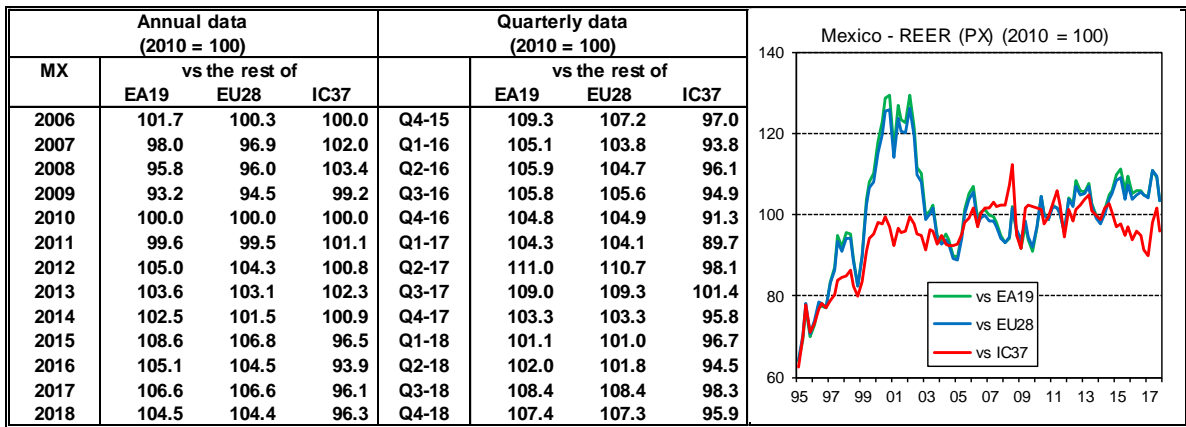 Annual data Quarterly data
(2010 = 100) (2010 = 100)
MX vs the rest of vs the rest of
EA19 EU28 IC37 EA19 EU28 IC37
2006 101.7 100.3 100.0 Q4-15 109.3 107.2 97.0
2007 98.0 96.9 102.0 Q1-16 105.1 103.8 93.8
2008 95.8 96.0 103.4 Q2-16 105.9 104.7 96.1
2009 93.2 94.5 99.2 Q3-16 105.8 105.6 94.9
2010 100.0 100.0 100.0 Q4-16 104.8 104.9 91.3
2011 99.6 99.5 101.1 Q1-17 104.3 104.1 89.7
2012 105.0 104.3 100.8 Q2-17 111.0 110.7 98.1
2013 103.6 103.1 102.3 Q3-17 109.0 109.3 101.4
2014 102.5 101.5 100.9 Q4-17 103.3 103.3 95.8
2015 108.6 106.8 96.5 Q1-18 101.1 101.0 96.7
2016 105.1 104.5 93.9 Q2-18 102.0 101.8 94.5
2017 106.6 106.6 96.1 Q3-18 108.4 108.4 98.3
2018 104.5 104.4 96.3 Q4-18 107.4 107.3 95.9
Mexico - REER (PX) (2010 = 100)
140
120
100
80
60
vs EA19
vs EU28
vs IC37
95 97 99 01 03 05 07 09 11 13 15 17